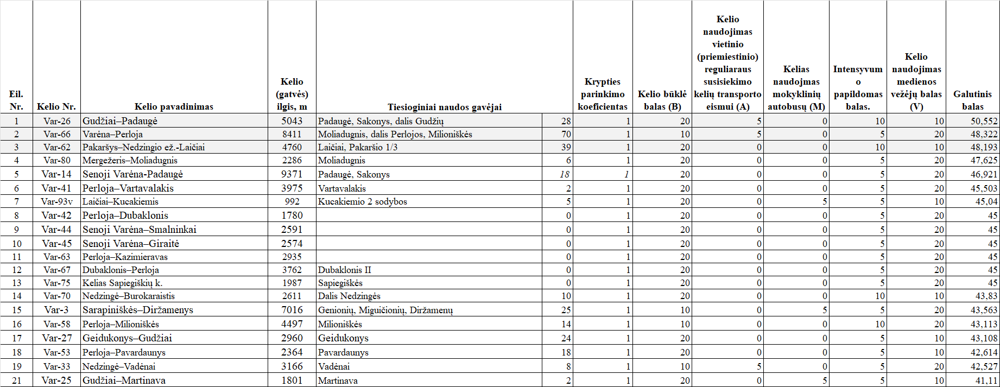 Eil. Nr. Kelio Nr. Kelio pavadinimas Kelio (gatvės) ilgis, m Tiesioginiai naudos gavėjai Krypties parinkimo koeficientas Kelio būklė balas (B) Kelio naudojimas vietinio (priemiestinio) reguliaraus susisiekimo kelių transporto eismui (A) Kelias naudojmas mokyklinių autobusų (M) Intensyvum o papildomas balas. Kelio naudojimas medienos vežėjų balas (V) Galutinis balas
1 Var-26 Gudžiai–Padaugė 5043 Padaugė, Sakonys, dalis Gudžių 28 1 20 5 0 10 10 50,552
2 Var-66 Varėna–Perloja 8411 Moliadugnis, dalis Perlojos, Milioniškės 70 1 10 5 0 5 20 48,322
3 Var-62 Pakaršys–Nedzingio ež.-Laičiai 4760 Laičiai, Pakaršio 1/3 39 1 20 0 0 10 10 48,193
4 Var-80 Mergežeris–Moliadugnis 2286 Moliadugnis 6 1 20 0 0 5 20 47,625
5 Var-14 Senoji Varėna-Padaugė 9371 Padaugė, Sakonys 18 1 20 0 0 5 20 46,921
6 Var-41 Perloja–Vartavalakis 3975 Vartavalakis 2 1 20 0 0 5 20 45,503
7 Var-93v Laičiai–Kucakiemis 992 Kucakiemio 2 sodybos 5 1 20 0 5 5 10 45,04
8 Var-42 Perloja–Dubaklonis 1780 0 1 20 0 0 5 20 45
9 Var-44 Senoji Varėna–Smalninkai 2591 0 1 20 0 0 5 20 45
10 Var-45 Senoji Varėna–Giraitė 2574 0 1 20 0 0 5 20 45
11 Var-63 Perloja–Kazimieravas 2935 0 1 20 0 0 5 20 45
12 Var-67 Dubaklonis–Perloja 3762 Dubaklonis II 0 1 20 0 0 5 20 45
13 Var-75 Kelias Sapiegiškių k. 1987 Sapiegiškės 0 1 20 0 0 5 20 45
14 Var-70 Nedzingė–Burokaraistis 2611 Dalis Nedzingės 10 1 20 0 0 10 10 43,83
15 Var-3 Sarapiniškės–Diržamenys 7016 Genionių, Miguičionių, Diržamenų 25 1 10 0 5 5 20 43,563
16 Var-58 Perloja–Milioniškės 4497 Milioniškės 14 1 10 0 0 10 20 43,113
17 Var-27 Geidukonys–Gudžiai 2960 Geidukonys 24 1 20 0 0 5 10 43,108
18 Var-53 Perloja–Pavardaunys 2364 Pavardaunys 18 1 20 0 0 5 10 42,614
19 Var-33 Nedzingė–Vadėnai 3166 Vadėnai 8 1 10 5 0 5 20 42,527
21 Var-25 Gudžiai–Martinava 1801 Martinava 2 1 20 0 5 5 10 41,11